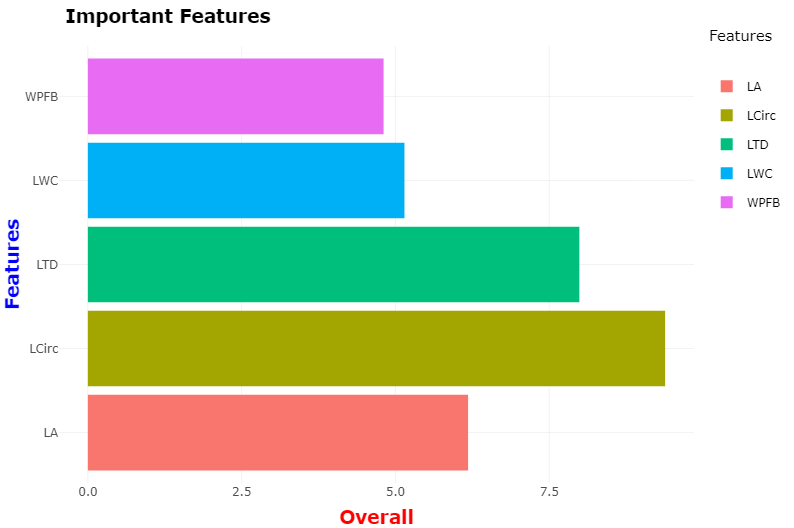 Important Features
Features
WPFB
LWC
LTD
LCirc
LA
0.0
2.5
5.0
7.5
Overall
Features
LA
LCirc
LTD
LWC
WPFB